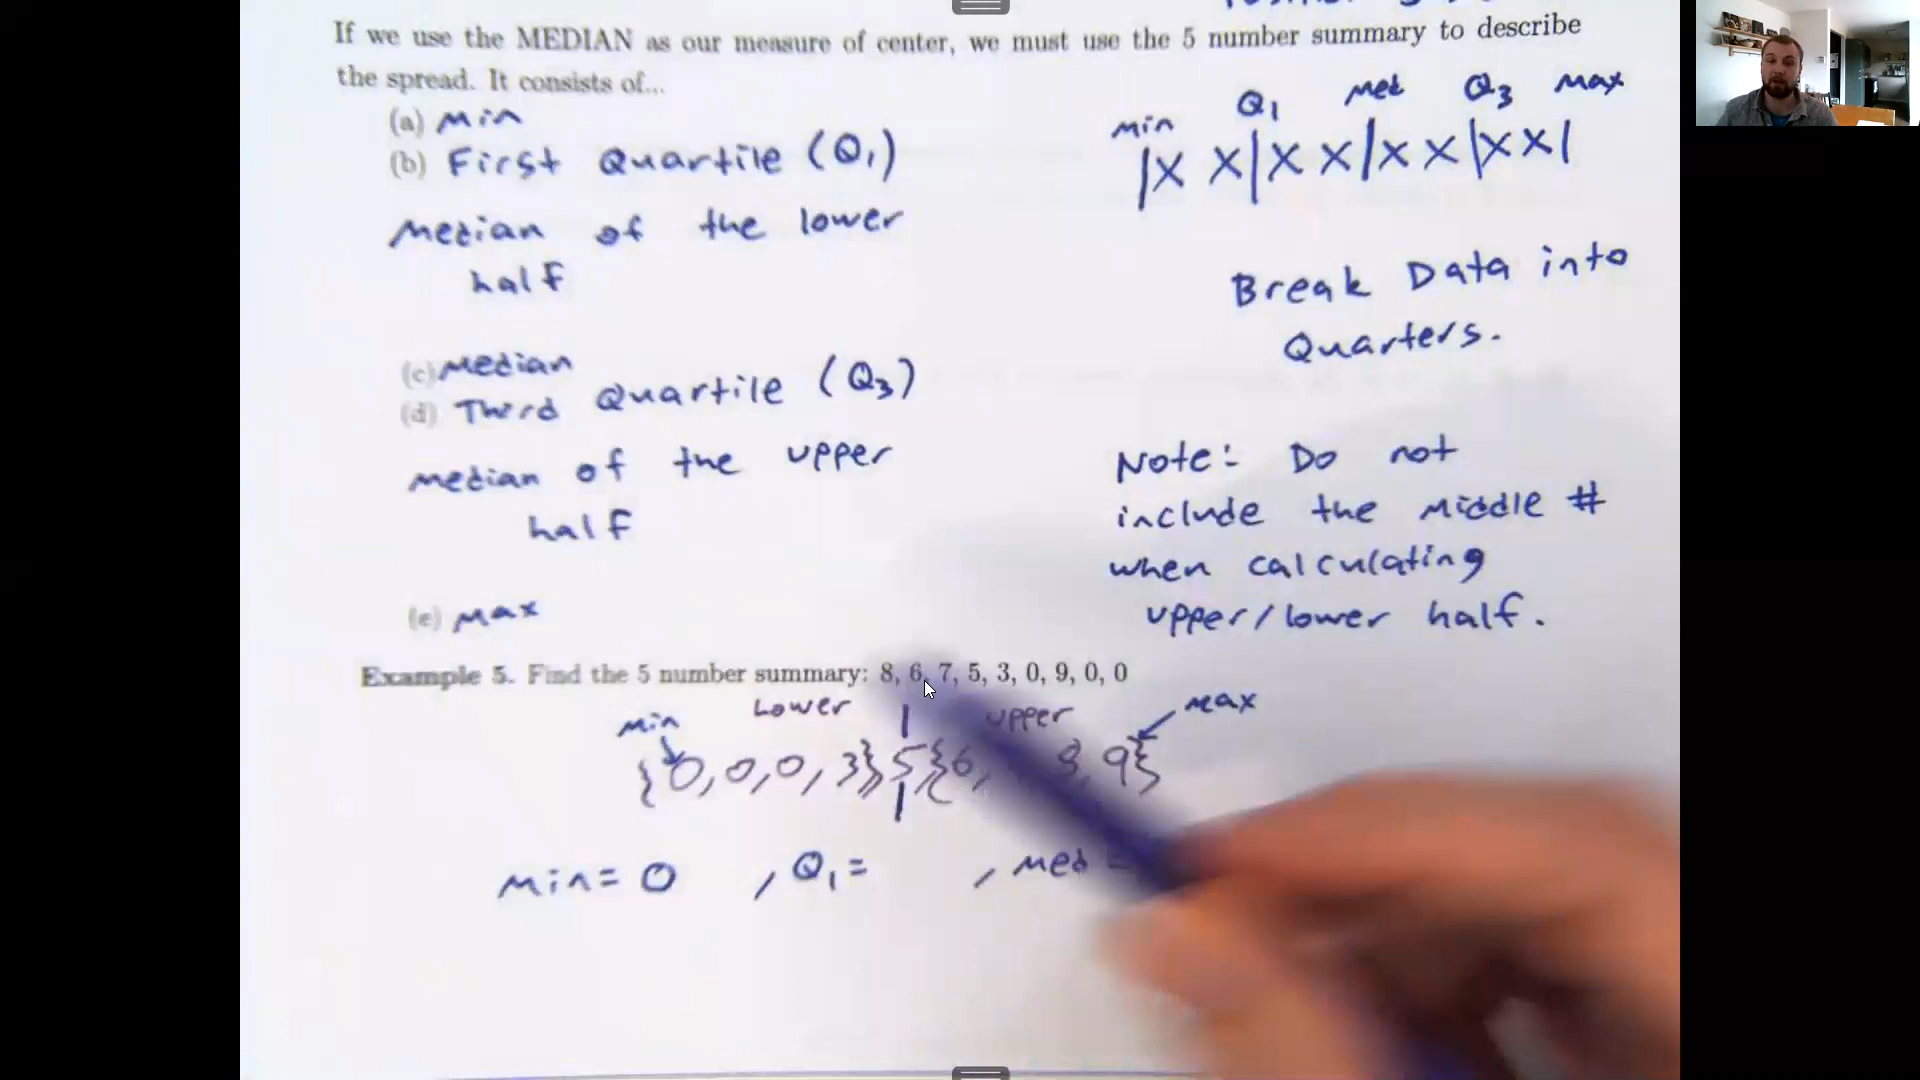 If we use the MEDIAN as our measure of center, we must use the 5 number summary to describe
the spread. It consists of...
(a) Min
(b) First Quartile (Q1)
Median of the lower
half
(c) Median
(d) Third Quartile (Q3)
median of the upper
half
(e) Max
min Q1 med Q3 max
|X X|X X|X X|X X|
Break Data into
Quarters.
Note: Do not
include the middle #
when calculating
upper/lower half.
Example 5. Find the 5 number summary: 8, 6, 7, 5, 3, 0, 9, 0, 0
min Lower upper max
{0, 0, 0, 3} 5 {6, 8, 9}
min = 0 , Q1 = , med =